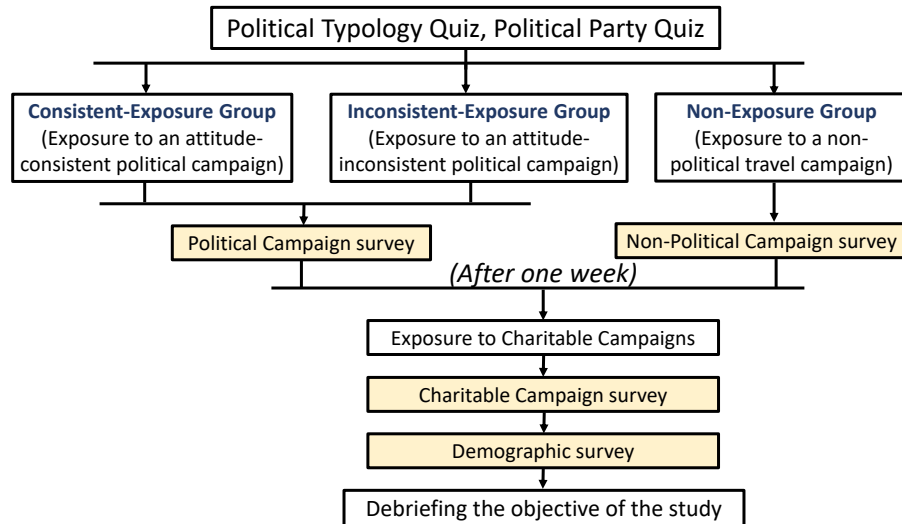 Political Typology Quiz, Political Party Quiz
Consistent-Exposure Group
(Exposure to an attitude-
consistent political campaign)
Inconsistent-Exposure Group
(Exposure to an attitude-
inconsistent political campaign)
Non-Exposure Group
(Exposure to a non-
political travel campaign)
Political Campaign survey
Non-Political Campaign survey
(After one week)
Exposure to Charitable Campaigns
Charitable Campaign survey
Demographic survey
Debriefing the objective of the study